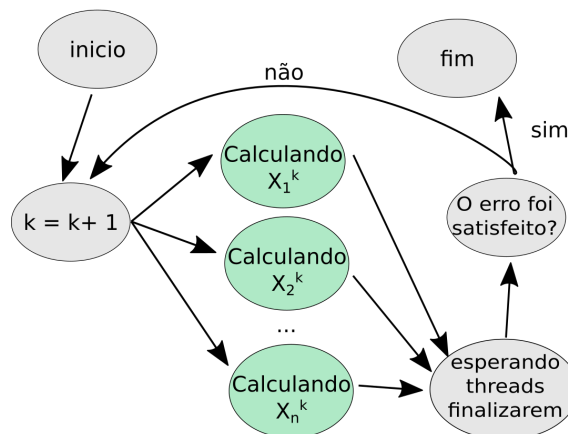 inicio
fim
não
sim
Calculando
X₁ᵏ
k = k+ 1
O erro foi
satisfeito?
Calculando
X₂ᵏ
...
Calculando
Xₙᵏ
esperando
threads
finalizarem